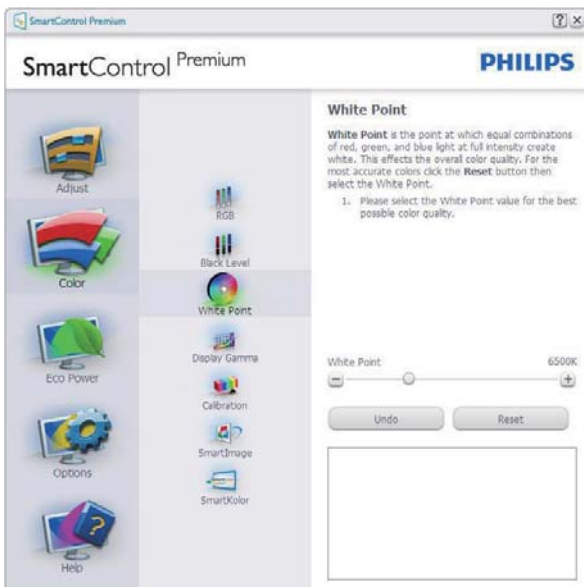 SmartControl Premium
SmartControl Premium
PHILIPS
Adjust
Color
Eco Power
Options
Help
RGB
Black Level
White Point
Display Gamma
Calibration
SmartImage
SmartKolor
White Point
White Point is the point at which equal combinations
of red, green, and blue light at full intensity create
white. This effects the overall color quality. For the
most accurate colors click the Reset button then
select the White Point.
1. Please select the White Point value for the best
possible color quality.
White Point 6500K
Undo Reset